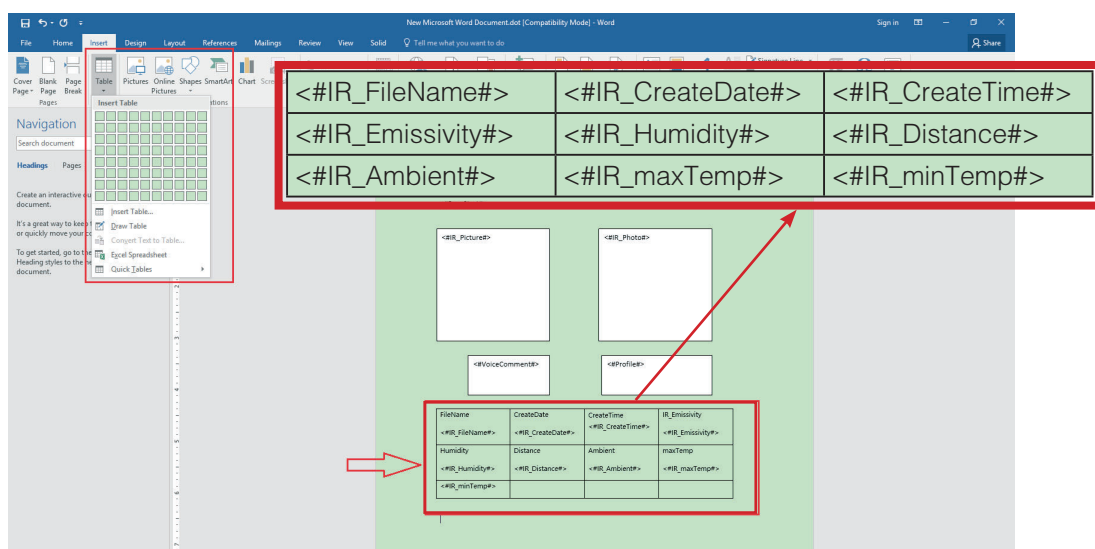 New Microsoft Word Document.dot [Compatibility Mode] - Word
Sign in
File Home Insert Design Layout References Mailings Review View Solid Tell me what you want to do Share
Cover Page Blank Page Page Break
Table
Pictures Online Pictures Shapes SmartArt Chart
Pages
Signature Line
Insert Table
Insert Table...
Draw Table
Convert Text to Table...
Excel Spreadsheet
Quick Tables
Navigation
Search document
Headings Pages
Create an interactive
document.
It's a great way to keep
or quickly move your
To get started, go to the
Heading styles to the
document.
<#IR_FileName#> <#IR_CreateDate#> <#IR_CreateTime#>
<#IR_Emissivity#> <#IR_Humidity#> <#IR_Distance#>
<#IR_Ambient#> <#IR_maxTemp#> <#IR_minTemp#>
<#IR_Picture#> <#IR_Photo#>
<#VoiceComment#> <#Profile#>
FileName CreateDate CreateTime IR_Emissivity
<#IR_FileName#> <#IR_CreateDate#> <#IR_CreateTime#> <#IR_Emissivity#>
Humidity Distance Ambient maxTemp
<#IR_Humidity#> <#IR_Distance#> <#IR_Ambient#> <#IR_maxTemp#>
<#IR_minTemp#>